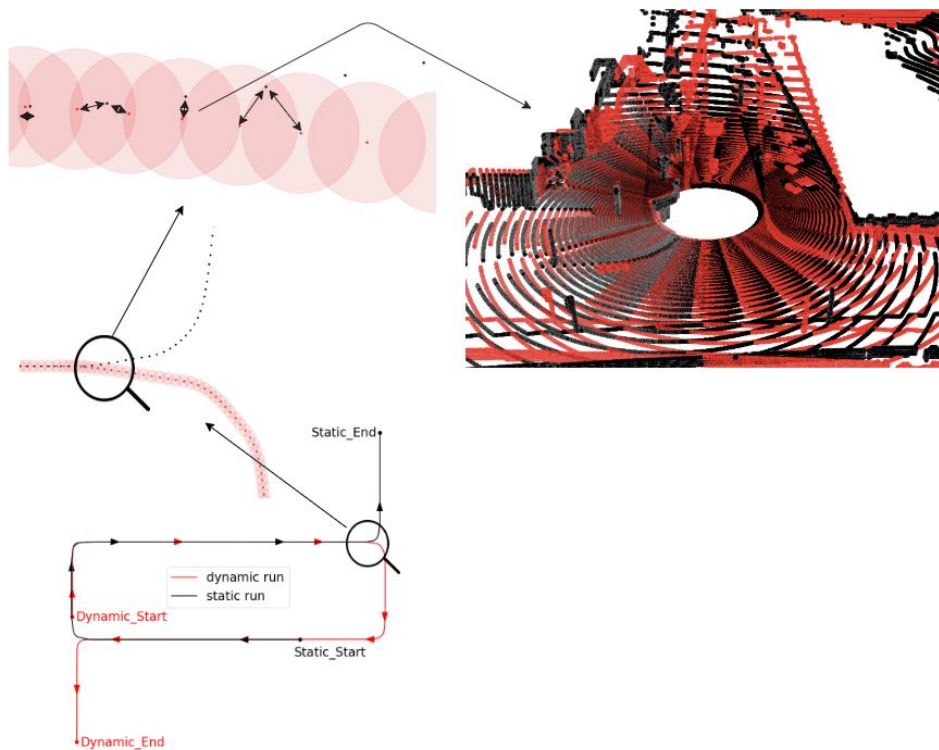 Static_End
dynamic run
static run
Dynamic_Start
Static_Start
Dynamic_End